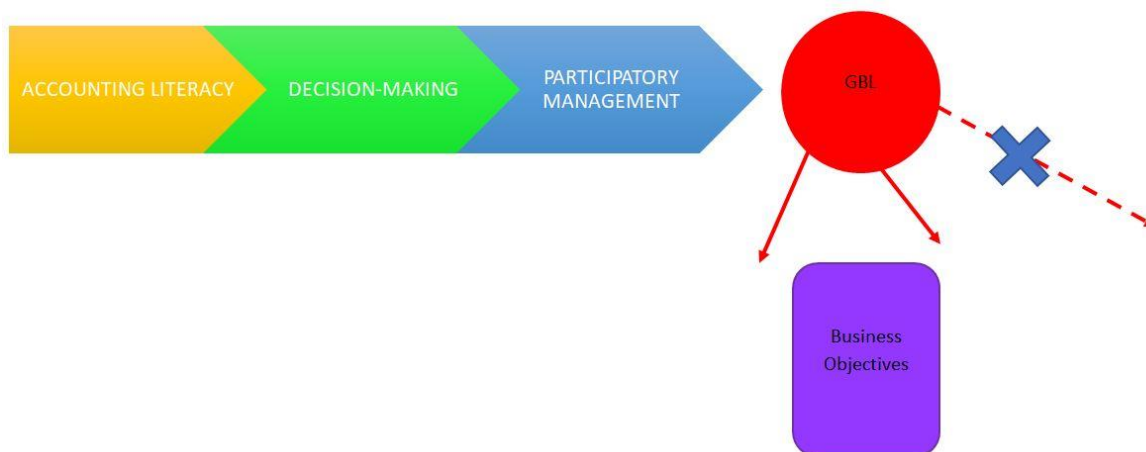 ACCOUNTING LITERACY
DECISION-MAKING
PARTICIPATORY
MANAGEMENT
GBL
Business
Objectives